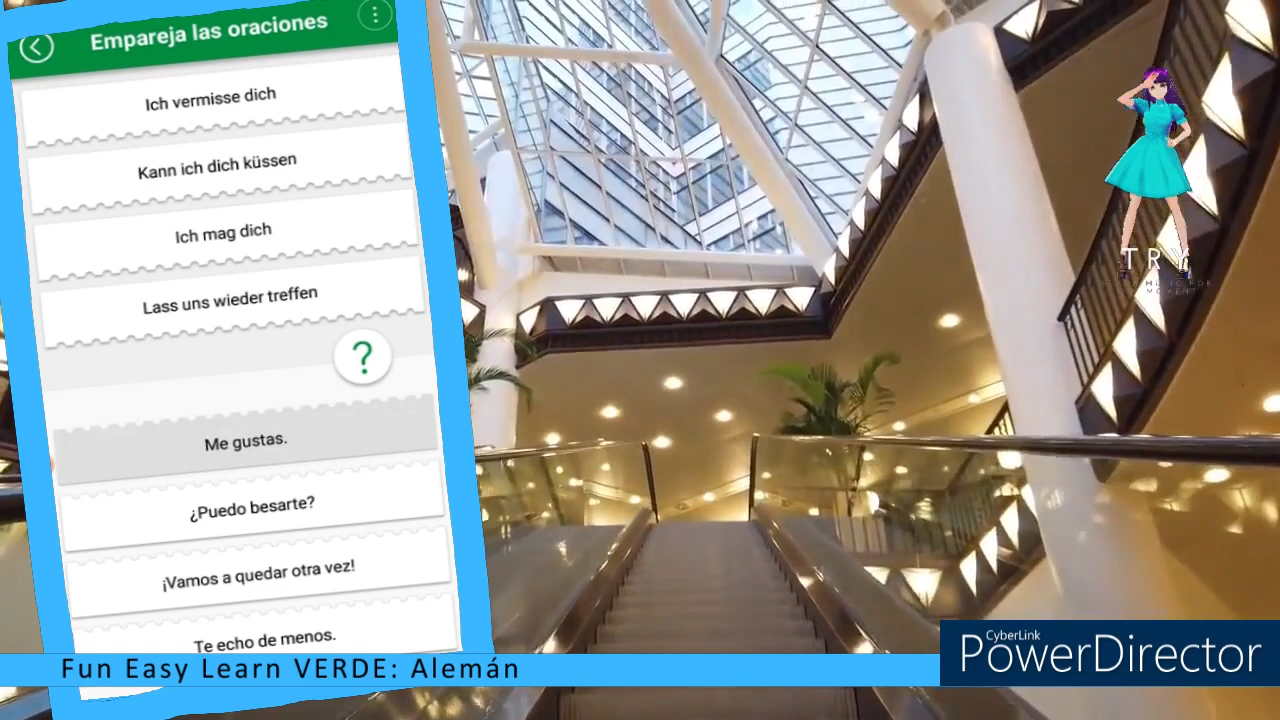 Empareja las oraciones
Ich vermisse dich
Kann ich dich küssen
Ich mag dich
Lass uns wieder treffen
?
Me gustas.
¿Puedo besarte?
¡Vamos a quedar otra vez!
Te echo de menos.
Fun Easy Learn VERDE: Alemán
TRY
CyberLink
PowerDirector